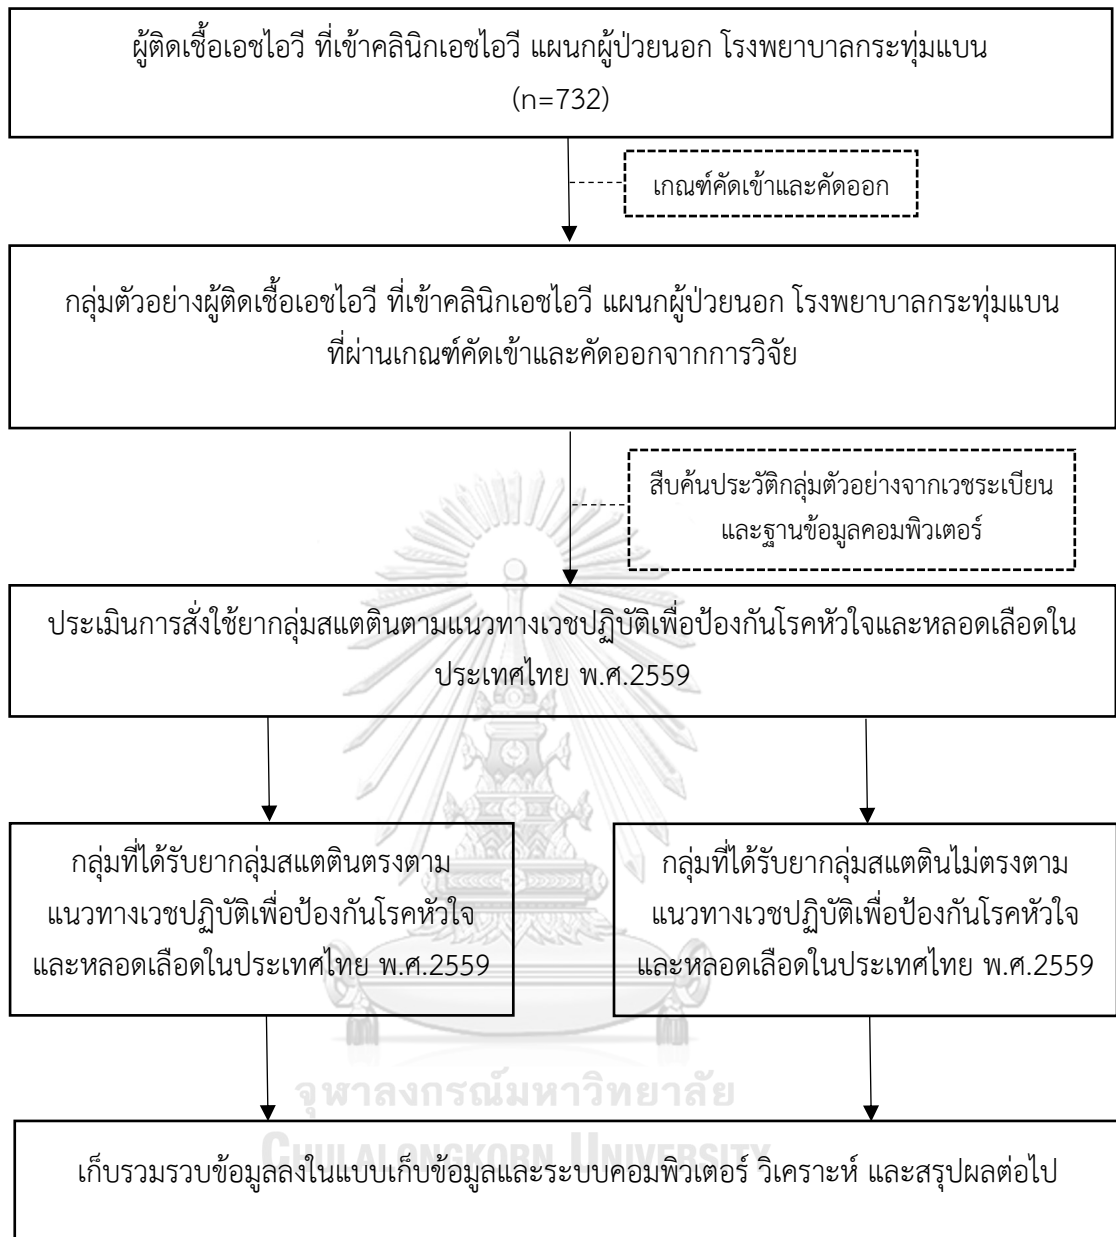 ผู้ติดเชื้อเอชไอวี ที่เข้าคลินิกเอชไอวี แผนกผู้ป่วยนอก โรงพยาบาลกระทุ่มแบน
(n=732)
เกณฑ์คัดเข้าและคัดออก
กลุ่มตัวอย่างผู้ติดเชื้อเอชไอวี ที่เข้าคลินิกเอชไอวี แผนกผู้ป่วยนอก โรงพยาบาลกระทุ่มแบน
ที่ผ่านเกณฑ์คัดเข้าและคัดออกจากการวิจัย
สืบค้นประวัติกลุ่มตัวอย่างจากเวชระเบียน
และฐานข้อมูลคอมพิวเตอร์
ประเมินการสั่งใช้ยากลุ่มสแตตินตามแนวทางเวชปฏิบัติเพื่อป้องกันโรคหัวใจและหลอดเลือดใน
ประเทศไทย พ.ศ.2559
กลุ่มที่ได้รับยากลุ่มสแตตินตรงตาม
แนวทางเวชปฏิบัติเพื่อป้องกันโรคหัวใจ
และหลอดเลือดในประเทศไทย พ.ศ.2559
กลุ่มที่ได้รับยากลุ่มสแตตินไม่ตรงตาม
แนวทางเวชปฏิบัติเพื่อป้องกันโรคหัวใจ
และหลอดเลือดในประเทศไทย พ.ศ.2559
จุฬาลงกรณ์มหาวิทยาลัย
CHULALONGKORN UNIVERSITY
เก็บรวมรวบข้อมูลลงในแบบเก็บข้อมูลและระบบคอมพิวเตอร์ วิเคราะห์ และสรุปผลต่อไป